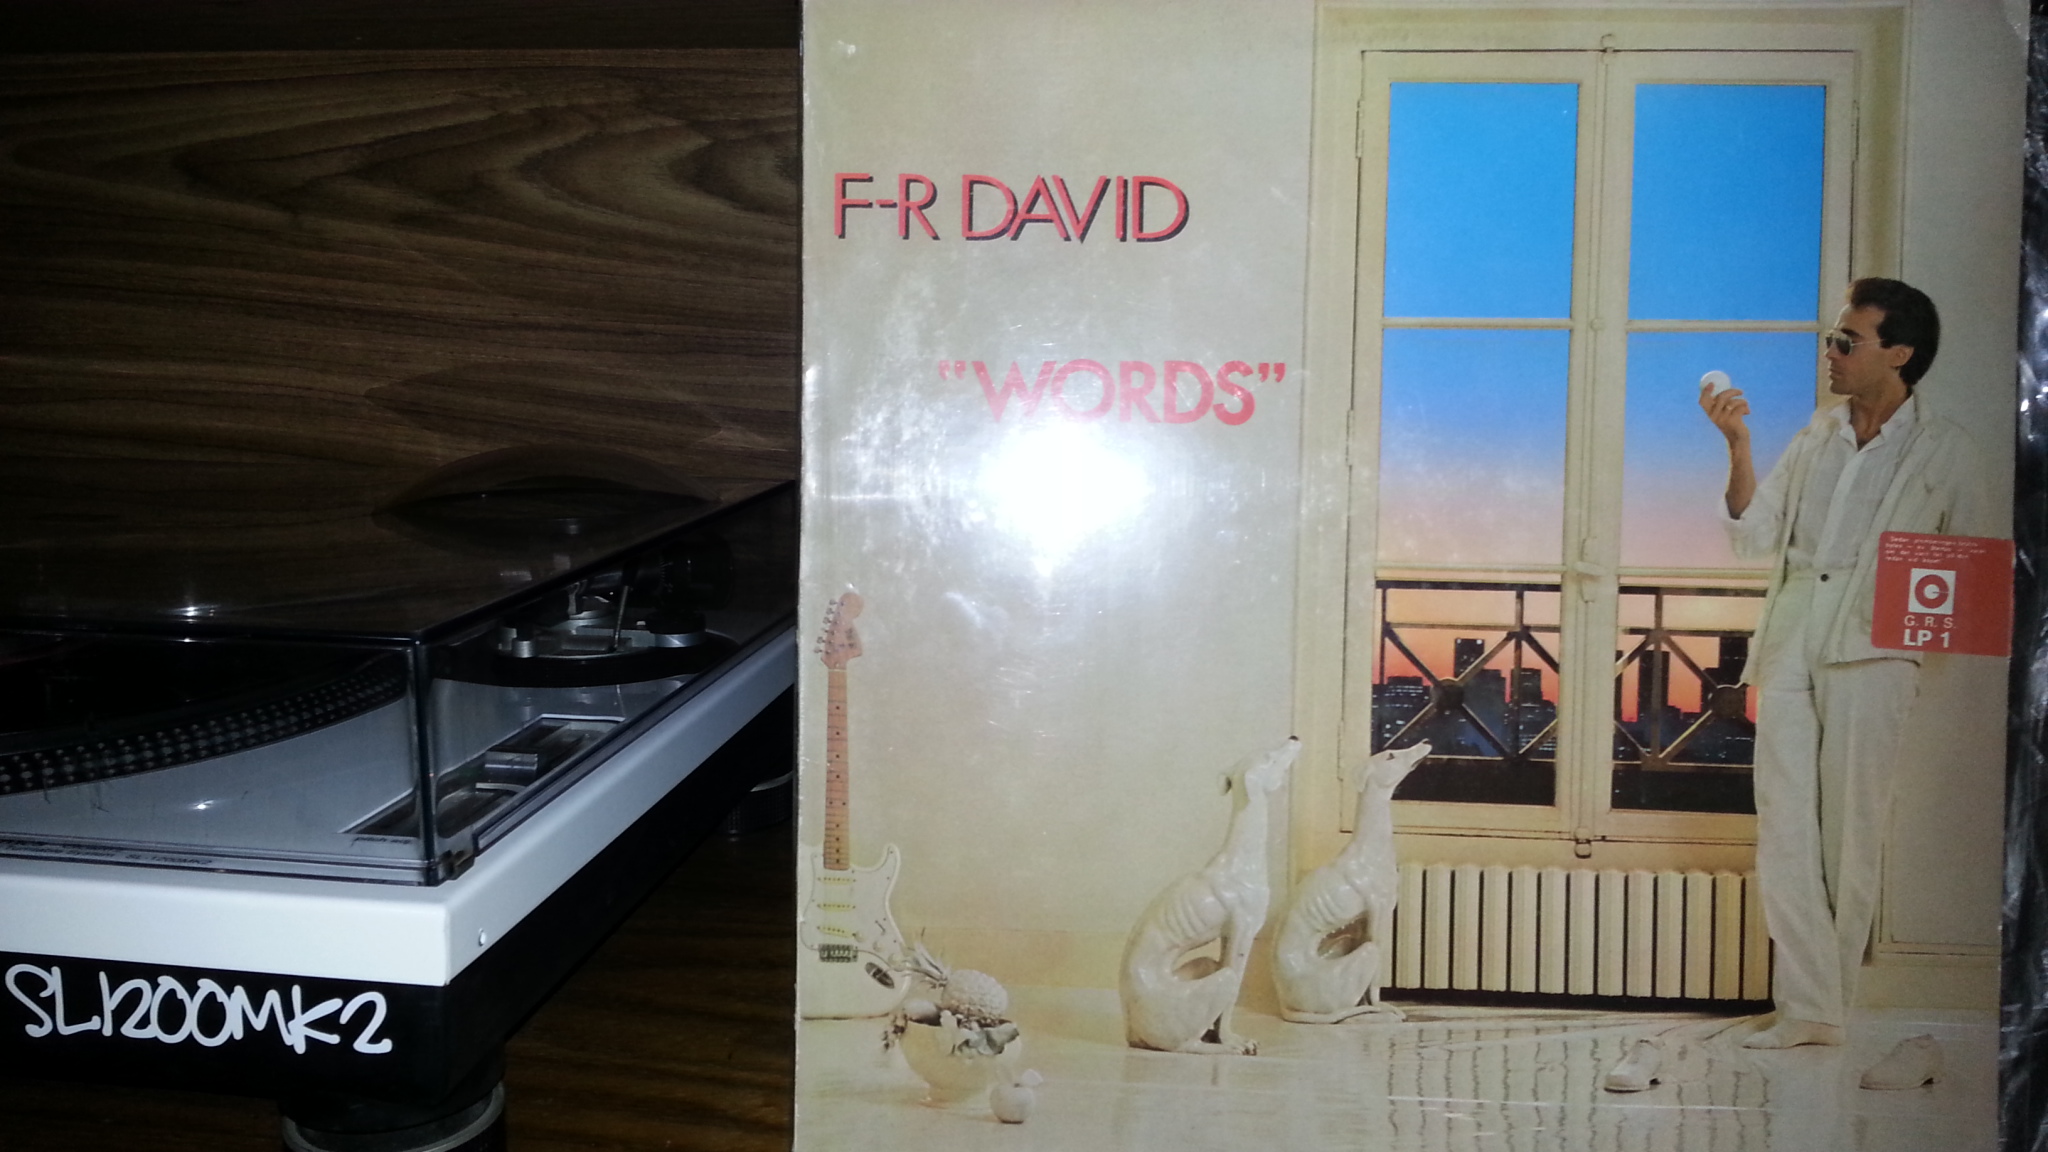 F-R DAVID
"WORDS"
G. R. S.
LP 1
SL1200MK2